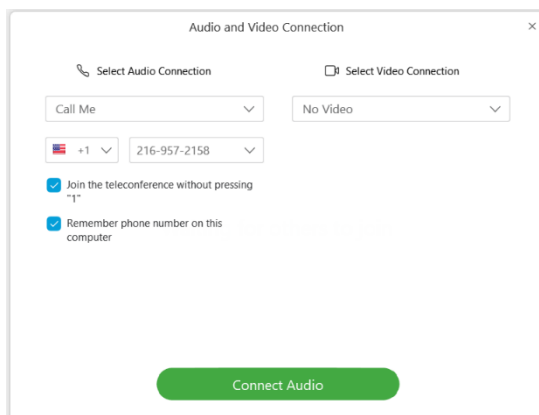 Audio and Video Connection
Select Audio Connection
Select Video Connection
Call Me
No Video
+1
216-957-2158
Join the teleconference without pressing
"1"
Remember phone number on this
computer
Connect Audio